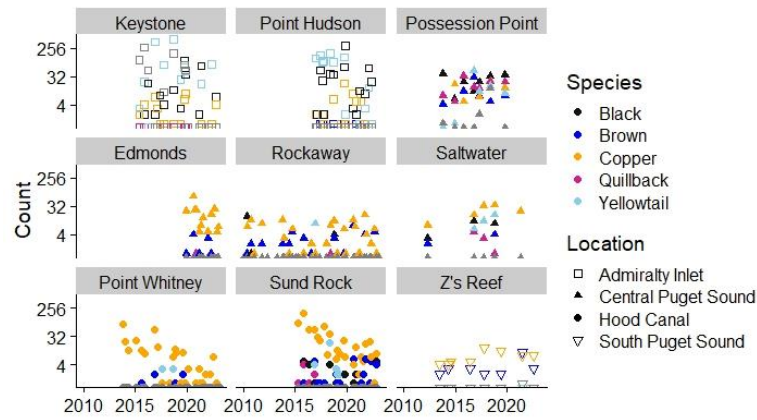 Keystone Point Hudson Possession Point
256
32
4
Species
Black
Brown
Copper
Quillback
Yellowtail
Edmonds Rockaway Saltwater
Count
256
32
4
Location
Admiralty Inlet
Central Puget Sound
Hood Canal
South Puget Sound
Point Whitney Sund Rock Z's Reef
256
32
4
2010 2015 2020 2010 2015 2020 2010 2015 2020